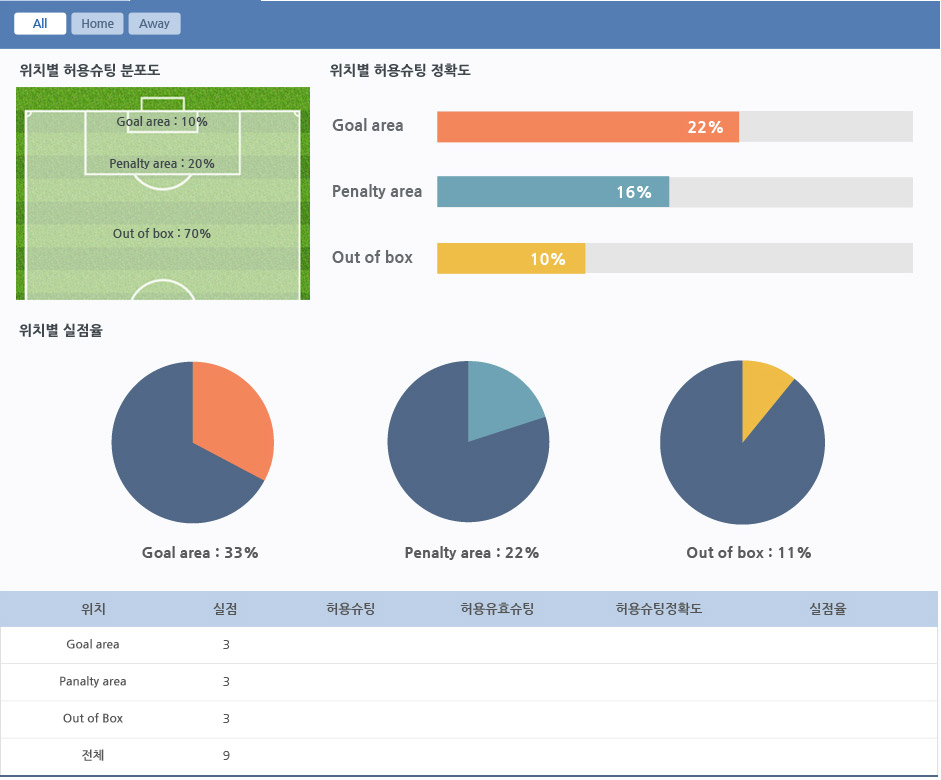 All Home Away
위치별 허용슈팅 분포도
위치별 허용슈팅 정확도
Goal area : 10%
Penalty area : 20%
Out of box : 70%
Goal area 22%
Penalty area 16%
Out of box 10%
위치별 실점율
Goal area : 33% Penalty area : 22% Out of box : 11%
위치 실점 허용슈팅 허용유효슈팅 허용슈팅정확도 실점율
Goal area 3
Panalty area 3
Out of Box 3
전체 9